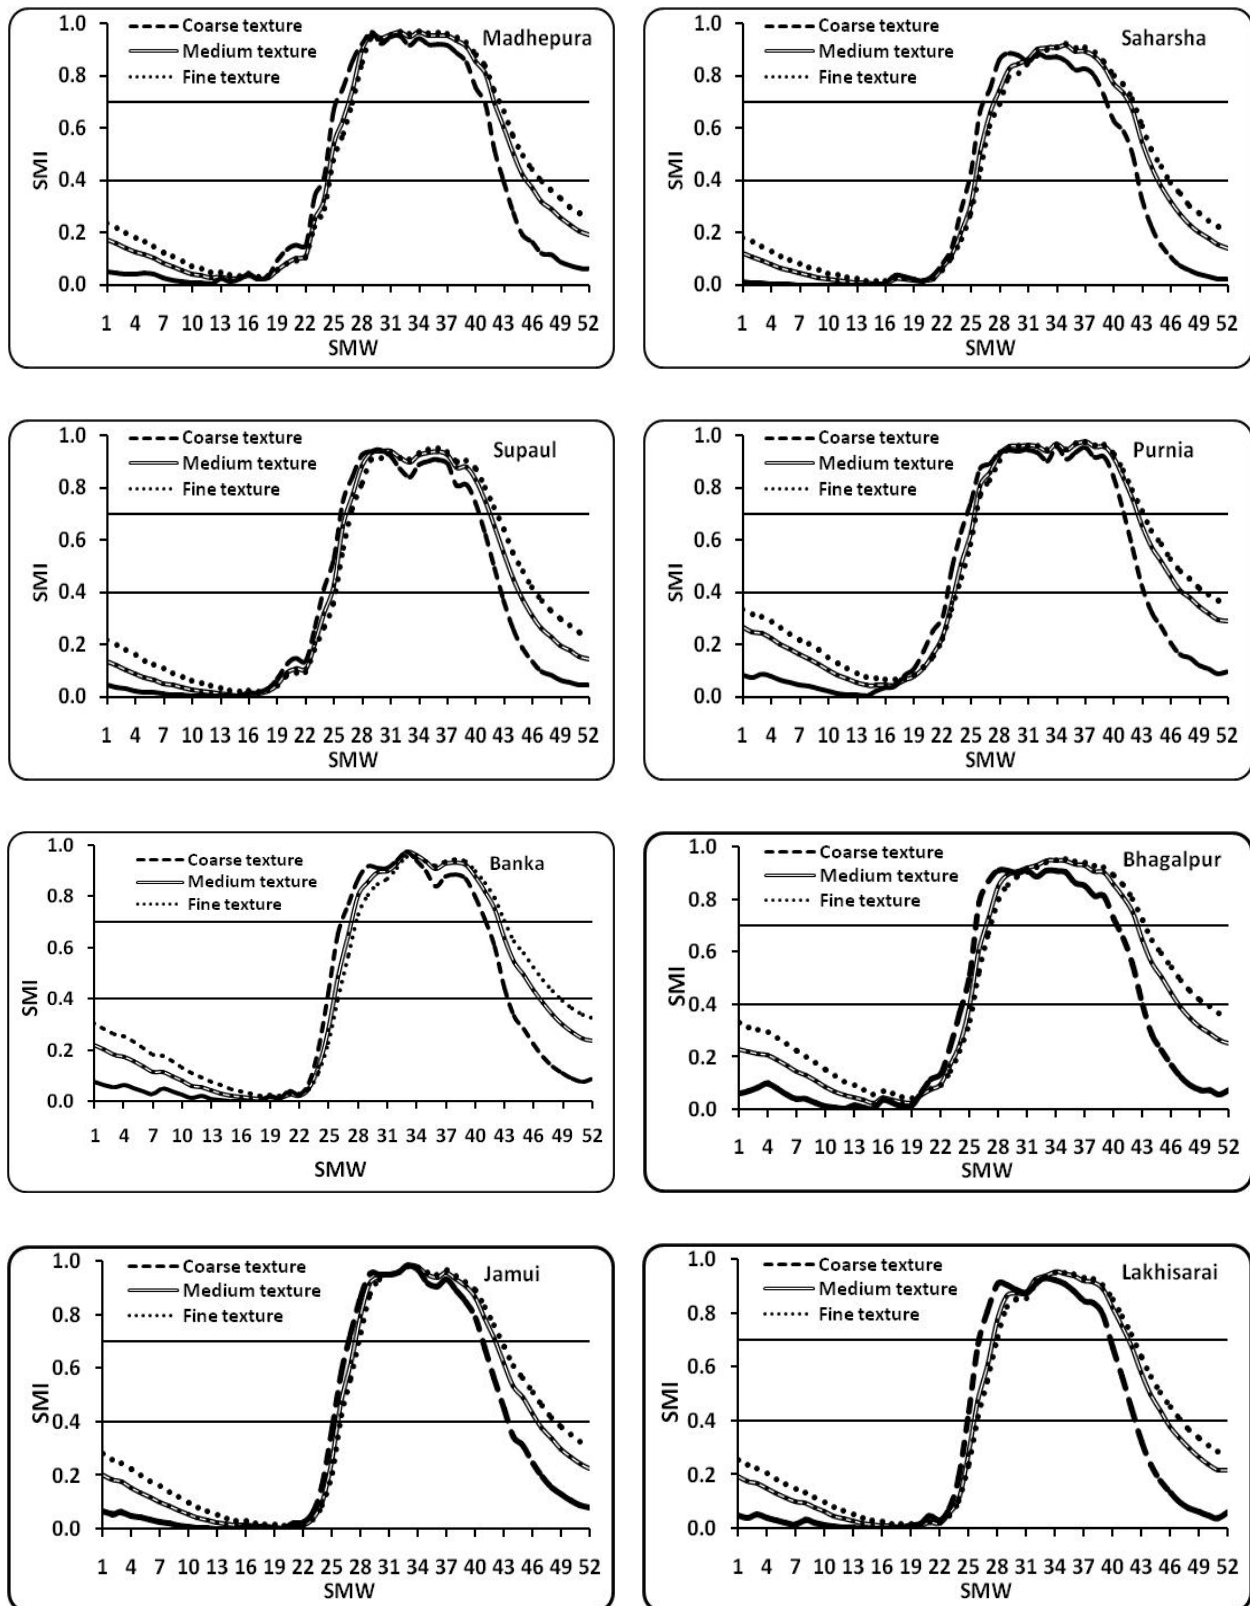 Madhepura
Coarse texture
Medium texture
Fine texture
SMI
1.0
0.8
0.6
0.4
0.2
0.0
1 4 7 10 13 16 19 22 25 28 31 34 37 40 43 46 49 52
SMW
Saharsha
Coarse texture
Medium texture
Fine texture
SMI
1.0
0.8
0.6
0.4
0.2
0.0
1 4 7 10 13 16 19 22 25 28 31 34 37 40 43 46 49 52
SMW
Supaul
Coarse texture
Medium texture
Fine texture
SMI
1.0
0.8
0.6
0.4
0.2
0.0
1 4 7 10 13 16 19 22 25 28 31 34 37 40 43 46 49 52
SMW
Purnia
Coarse texture
Medium texture
Fine texture
SMI
1.0
0.8
0.6
0.4
0.2
0.0
1 4 7 10 13 16 19 22 25 28 31 34 37 40 43 46 49 52
SMW
Banka
Coarse texture
Medium texture
Fine texture
SMI
1.0
0.8
0.6
0.4
0.2
0.0
1 4 7 10 13 16 19 22 25 28 31 34 37 40 43 46 49 52
SMW
Bhagalpur
Coarse texture
Medium texture
Fine texture
SMI
1.0
0.8
0.6
0.4
0.2
0.0
1 4 7 10 13 16 19 22 25 28 31 34 37 40 43 46 49 52
SMW
Jamui
Coarse texture
Medium texture
Fine texture
SMI
1.0
0.8
0.6
0.4
0.2
0.0
1 4 7 10 13 16 19 22 25 28 31 34 37 40 43 46 49 52
SMW
Lakhisarai
Coarse texture
Medium texture
Fine texture
SMI
1.0
0.8
0.6
0.4
0.2
0.0
1 4 7 10 13 16 19 22 25 28 31 34 37 40 43 46 49 52
SMW